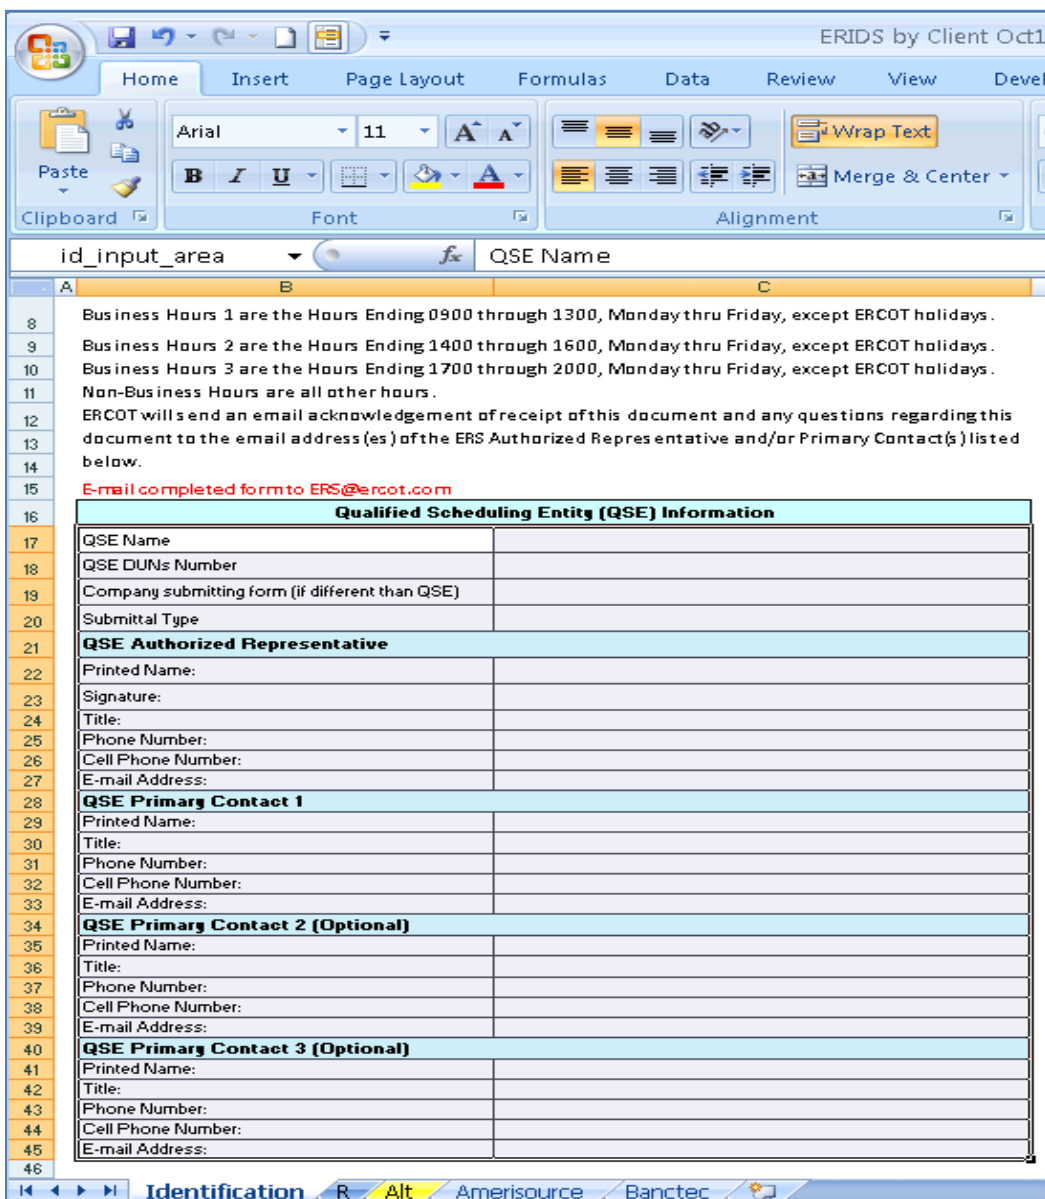 ERIDS by Client Oct1
Home Insert Page Layout Formulas Data Review View Devel
Arial 11 A A Wrap Text
Paste B I U A Merge & Center
Clipboard Font Alignment
id_input_area fx QSE Name
A B C
8 Business Hours 1 are the Hours Ending 0900 through 1300, Monday thru Friday, except ERCOT holidays.
9 Business Hours 2 are the Hours Ending 1400 through 1600, Monday thru Friday, except ERCOT holidays.
10 Business Hours 3 are the Hours Ending 1700 through 2000, Monday thru Friday, except ERCOT holidays.
11 Non-Business Hours are all other hours.
12 ERCOT will send an email acknowledgement of receipt of this document and any questions regarding this
13 document to the email address(es) of the ERS Authorized Representative and/or Primary Contact(s) listed
14 below.
15 E-mail completed form to ERS@ercot.com
16 Qualified Scheduling Entity (QSE) Information
17 QSE Name
18 QSE DUNs Number
19 Company submitting form (if different than QSE)
20 Submittal Type
21 QSE Authorized Representative
22 Printed Name:
23 Signature:
24 Title:
25 Phone Number:
26 Cell Phone Number:
27 E-mail Address:
28 QSE Primary Contact 1
29 Printed Name:
30 Title:
31 Phone Number:
32 Cell Phone Number:
33 E-mail Address:
34 QSE Primary Contact 2 (Optional)
35 Printed Name:
36 Title:
37 Phone Number:
38 Cell Phone Number:
39 E-mail Address:
40 QSE Primary Contact 3 (Optional)
41 Printed Name:
42 Title:
43 Phone Number:
44 Cell Phone Number:
45 E-mail Address:
46
Identification R Alt Amerisource Banctec